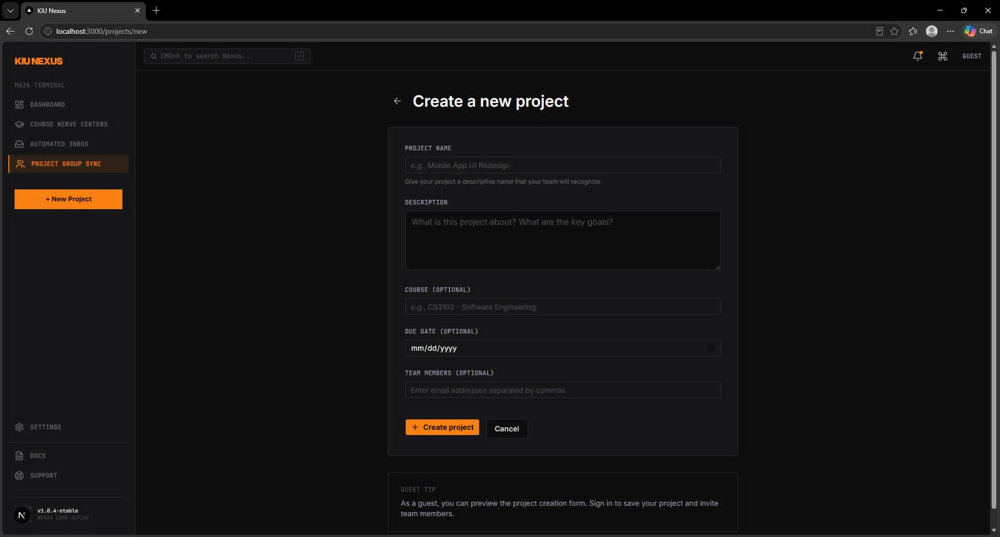 KIU Nexus
localhost:3000/projects/new
Chat
KIU NEXUS
CMD+K to search Nexus...
/
GUEST
MAIN TERMINAL
DASHBOARD
COURSE NERVE CENTERS
AUTOMATED INBOX
PROJECT GROUP SYNC
+ New Project
SETTINGS
DOCS
SUPPORT
N
v1.0.4-stable
NEXUS CORE ACTIVE
Create a new project
PROJECT NAME
e.g., Mobile App UI Redesign
Give your project a descriptive name that your team will recognize.
DESCRIPTION
What is this project about? What are the key goals?
COURSE (OPTIONAL)
e.g., CS3102 - Software Engineering
DUE DATE (OPTIONAL)
mm/dd/yyyy
TEAM MEMBERS (OPTIONAL)
Enter email addresses separated by commas
+ Create project
Cancel
GUEST TIP
As a guest, you can preview the project creation form. Sign in to save your project and invite
team members.